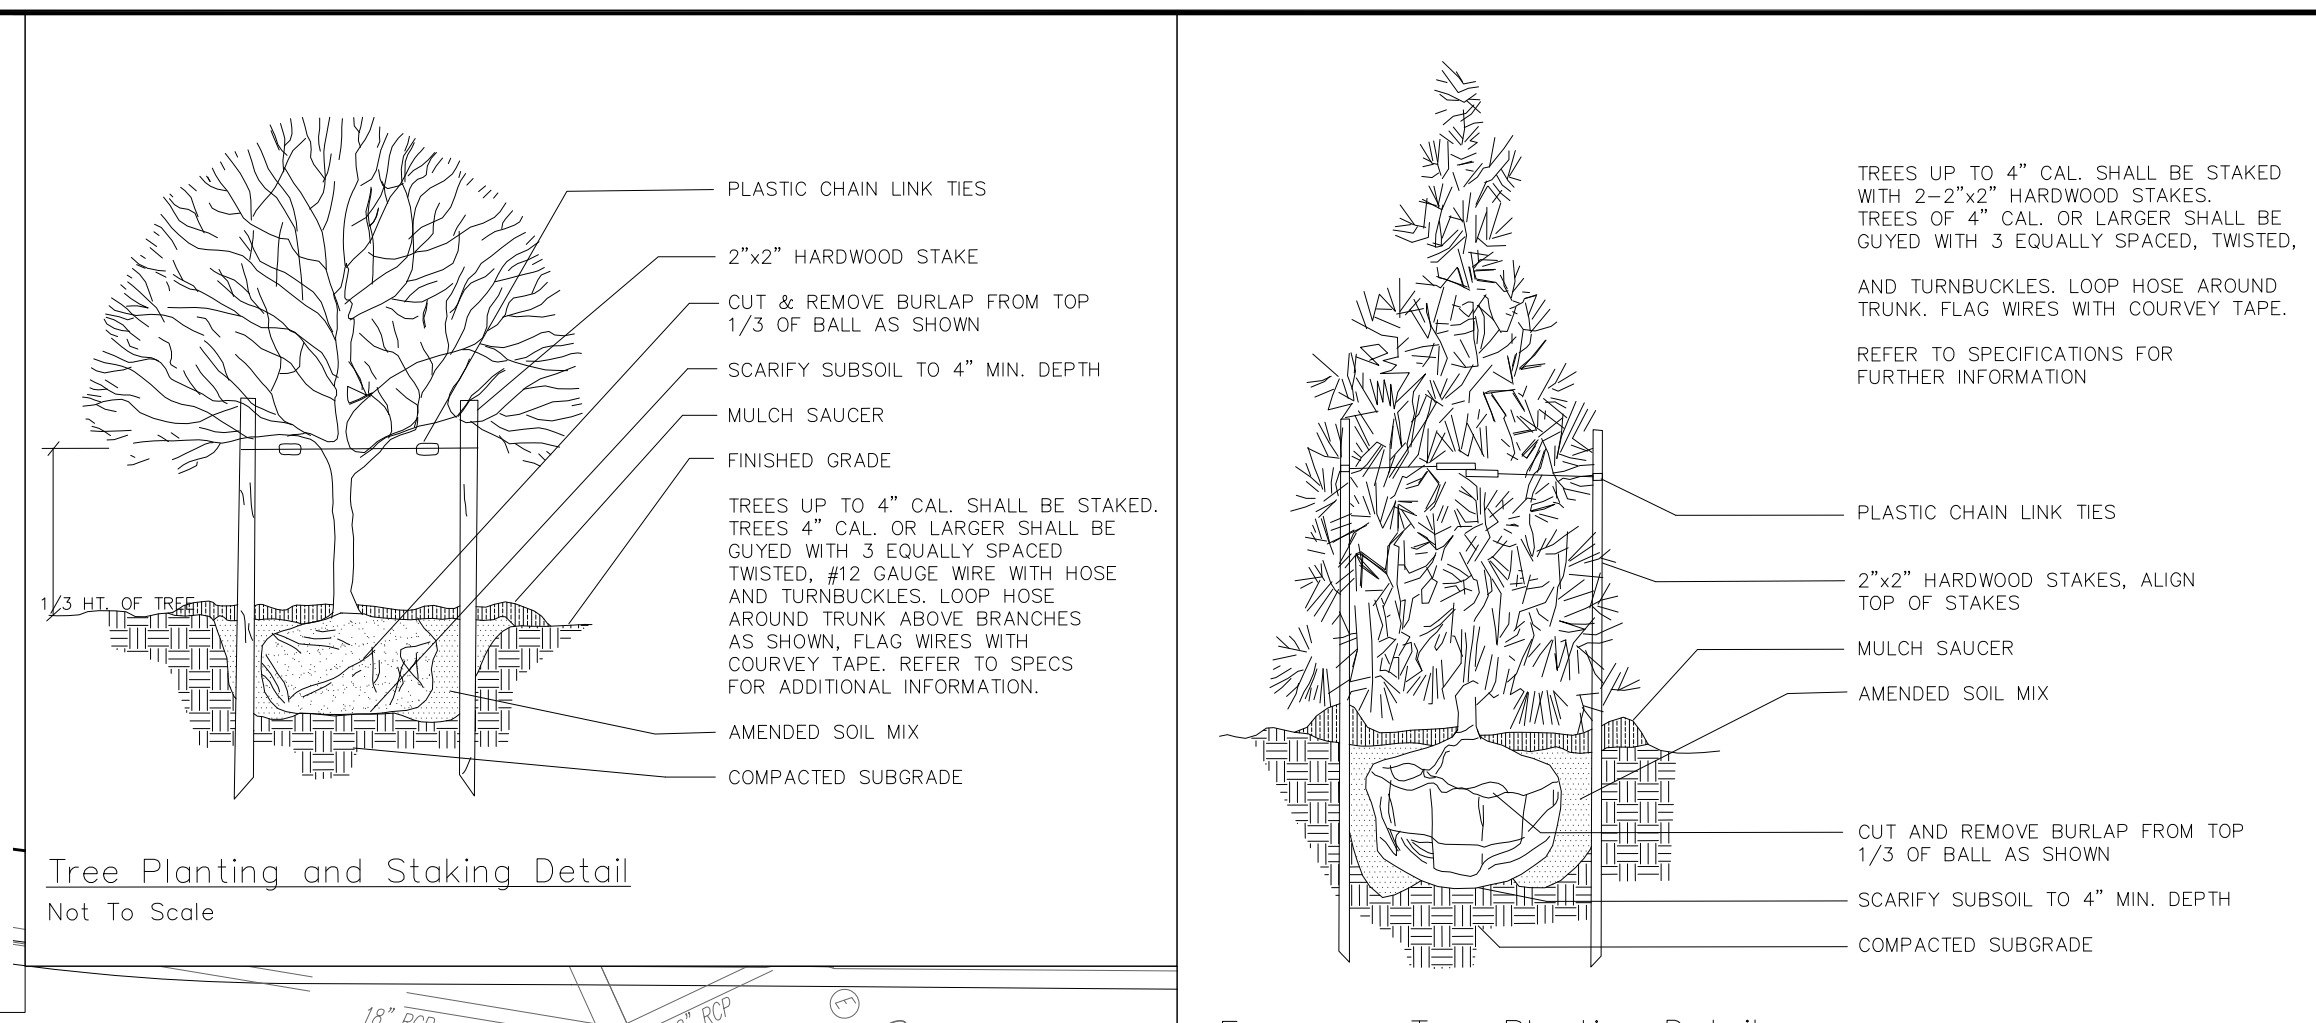 PLASTIC CHAIN LINK TIES
2"x2" HARDWOOD STAKE
CUT & REMOVE BURLAP FROM TOP
1/3 OF BALL AS SHOWN
SCARIFY SUBSOIL TO 4" MIN. DEPTH
MULCH SAUCER
FINISHED GRADE
TREES UP TO 4" CAL. SHALL BE STAKED.
TREES 4" CAL. OR LARGER SHALL BE
GUYED WITH 3 EQUALLY SPACED
TWISTED, #12 GAUGE WIRE WITH HOSE
AND TURNBUCKLES. LOOP HOSE
AROUND TRUNK ABOVE BRANCHES
AS SHOWN, FLAG WIRES WITH
COURVEY TAPE. REFER TO SPECS
FOR ADDITIONAL INFORMATION.
AMENDED SOIL MIX
COMPACTED SUBGRADE
1/3 HT. OF TREE
Tree Planting and Staking Detail
Not To Scale
18" RCP
RCP
E
TREES UP TO 4" CAL. SHALL BE STAKED
WITH 2-2"x2" HARDWOOD STAKES.
TREES OF 4" CAL. OR LARGER SHALL BE
GUYED WITH 3 EQUALLY SPACED, TWISTED,
AND TURNBUCKLES. LOOP HOSE AROUND
TRUNK. FLAG WIRES WITH COURVEY TAPE.
REFER TO SPECIFICATIONS FOR
FURTHER INFORMATION
PLASTIC CHAIN LINK TIES
2"x2" HARDWOOD STAKES, ALIGN
TOP OF STAKES
MULCH SAUCER
AMENDED SOIL MIX
CUT AND REMOVE BURLAP FROM TOP
1/3 OF BALL AS SHOWN
SCARIFY SUBSOIL TO 4" MIN. DEPTH
COMPACTED SUBGRADE
Tree Planting Detail